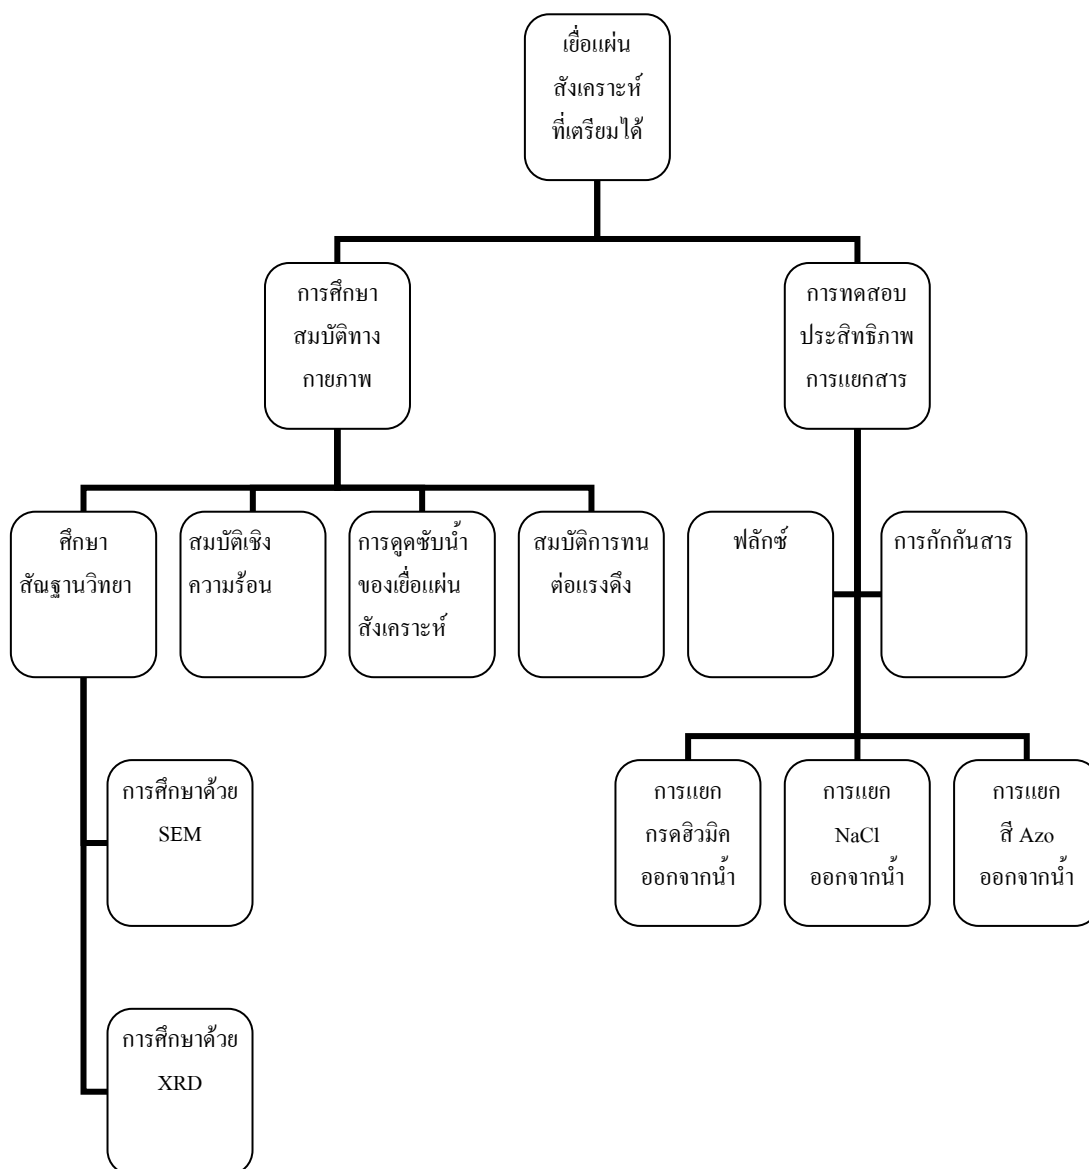 เยื่อแผ่น
สังเคราะห์
ที่เตรียมได้
การศึกษา
สมบัติทาง
กายภาพ
การทดสอบ
ประสิทธิภาพ
การแยกสาร
ศึกษา
สัณฐานวิทยา
สมบัติเชิง
ความร้อน
การดูดซับน้ำ
ของเยื่อแผ่น
สังเคราะห์
สมบัติการทน
ต่อแรงดึง
ฟลักซ์
การกักกันสาร
การศึกษาด้วย
SEM
การแยก
กรดฮิวมิค
ออกจากน้ำ
การแยก
NaCl
ออกจากน้ำ
การแยก
สี Azo
ออกจากน้ำ
การศึกษาด้วย
XRD